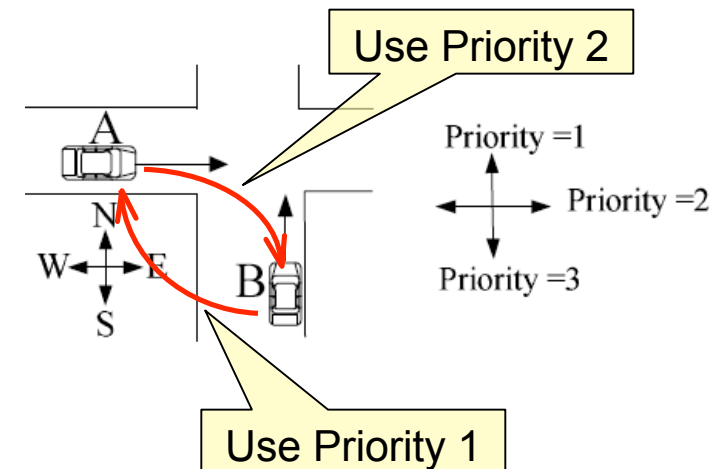 Use Priority 2
A
Priority =1
Priority =2
N
W E
S
B
Priority =3
Use Priority 1